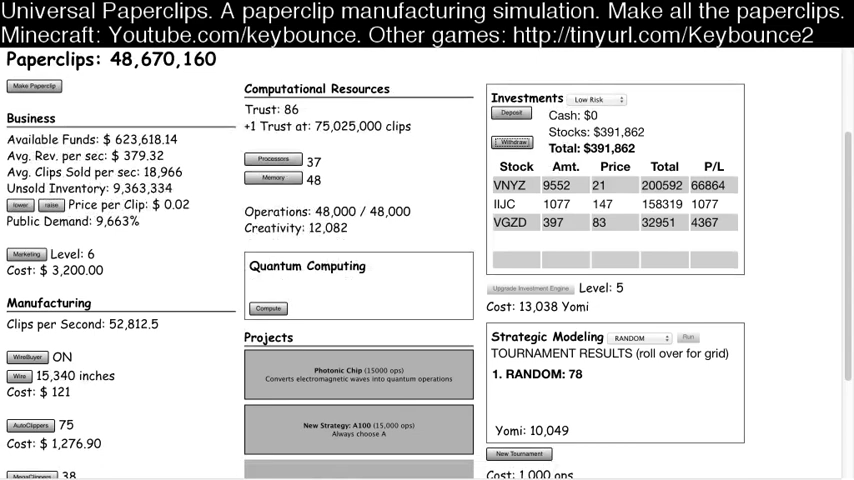 Universal Paperclips. A paperclip manufacturing simulation. Make all the paperclips.
Minecraft: Youtube.com/keybounce. Other games: http://tinyurl.com/Keybounce2
Paperclips: 48,670,160
Make Paperclip
Business
Available Funds: $ 623,618.14
Avg. Rev. per sec: $ 379.32
Avg. Clips Sold per sec: 18,966
Unsold Inventory: 9,363,334
lower raise Price per Clip: $ 0.02
Public Demand: 9,663%
Marketing Level: 6
Cost: $ 3,200.00
Manufacturing
Clips per Second: 52,812.5
WireBuyer ON
Wire 15,340 inches
Cost: $ 121
AutoClippers 75
Cost: $ 1,276.90
MegaClippers 38
Computational Resources
Trust: 86
+1 Trust at: 75,025,000 clips
Processors 37
Memory 48
Operations: 48,000 / 48,000
Creativity: 12,082
Quantum Computing
Compute
Projects
Photonic Chip (15000 ops)
Converts electromagnetic waves into quantum operations
New Strategy: A100 (15,000 ops)
Always choose A
Investments Low Risk
Deposit Cash: $0
Stocks: $391,862
Withdraw Total: $391,862
Stock Amt. Price Total P/L
VNYZ 9552 21 200592 66864
IIJC 1077 147 158319 1077
VGZD 397 83 32951 4367
Upgrade Investment Engine Level: 5
Cost: 13,038 Yomi
Strategic Modeling RANDOM Run
TOURNAMENT RESULTS (roll over for grid)
1. RANDOM: 78
Yomi: 10,049
New Tournament
Cost: 1,000 ops